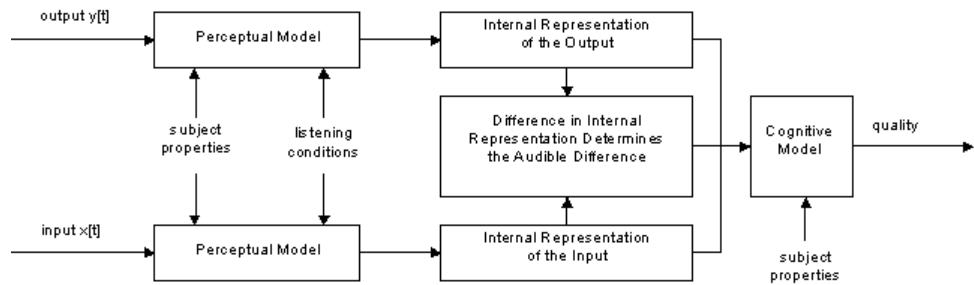 output y[t]
Perceptual Model
Internal Representation
of the Output
subject
properties
listening
conditions
Difference in Internal
Representation Determines
the Audible Difference
Cognitive
Model
quality
input x[t]
Perceptual Model
Internal Representation
of the Input
subject
properties